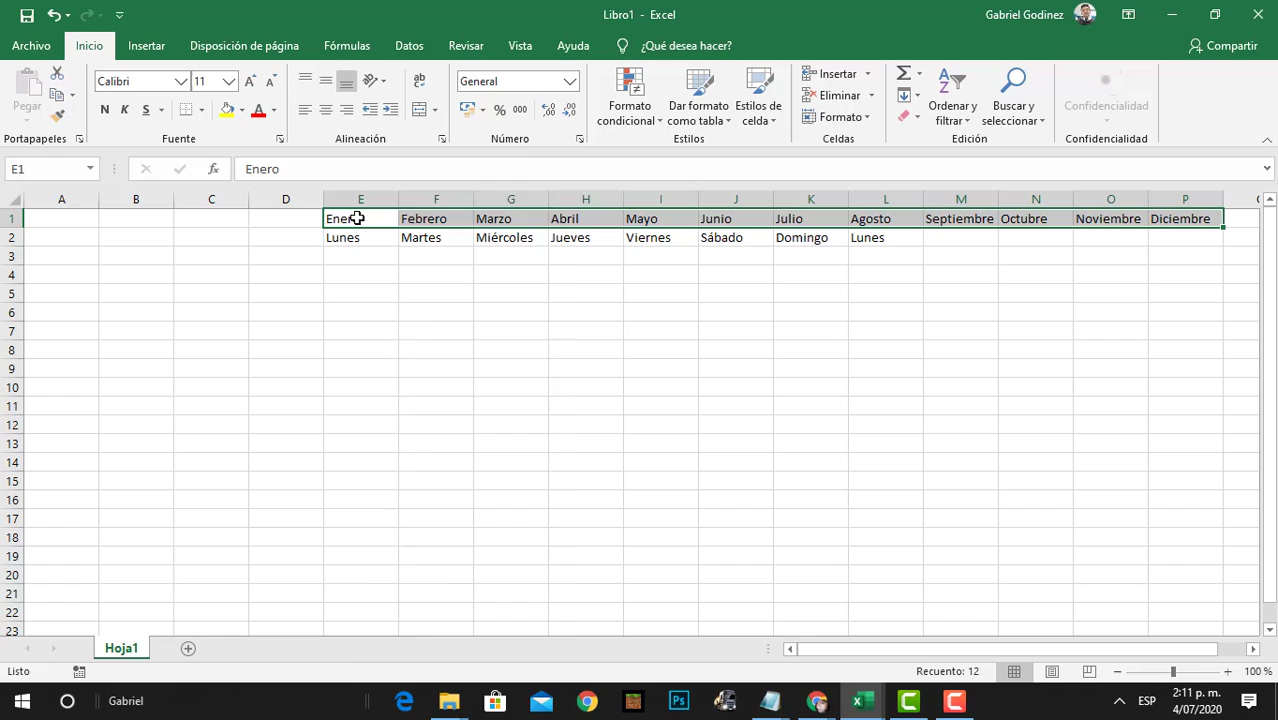 Libro1 - Excel
Gabriel Godinez
Archivo Inicio Insertar Disposición de página Fórmulas Datos Revisar Vista Ayuda ¿Qué desea hacer? Compartir
Pegar
Calibri 11
N K S
General
% 000
Formato condicional
Dar formato como tabla
Estilos de celda
Insertar
Eliminar
Formato
Ordenar y filtrar
Buscar y seleccionar
Confidencialidad
Portapapeles Fuente Alineación Número Estilos Celdas Edición Confidencialidad
E1 fx Enero
A B C D E F G H I J K L M N O P
1 Enero Febrero Marzo Abril Mayo Junio Julio Agosto Septiembre Octubre Noviembre Diciembre
2 Lunes Martes Miércoles Jueves Viernes Sábado Domingo Lunes
3
4
5
6
7
8
9
10
11
12
13
14
15
16
17
18
19
20
21
22
23
Hoja1
Listo Recuento: 12 100 %
Gabriel ESP 2:11 p. m.
4/07/2020